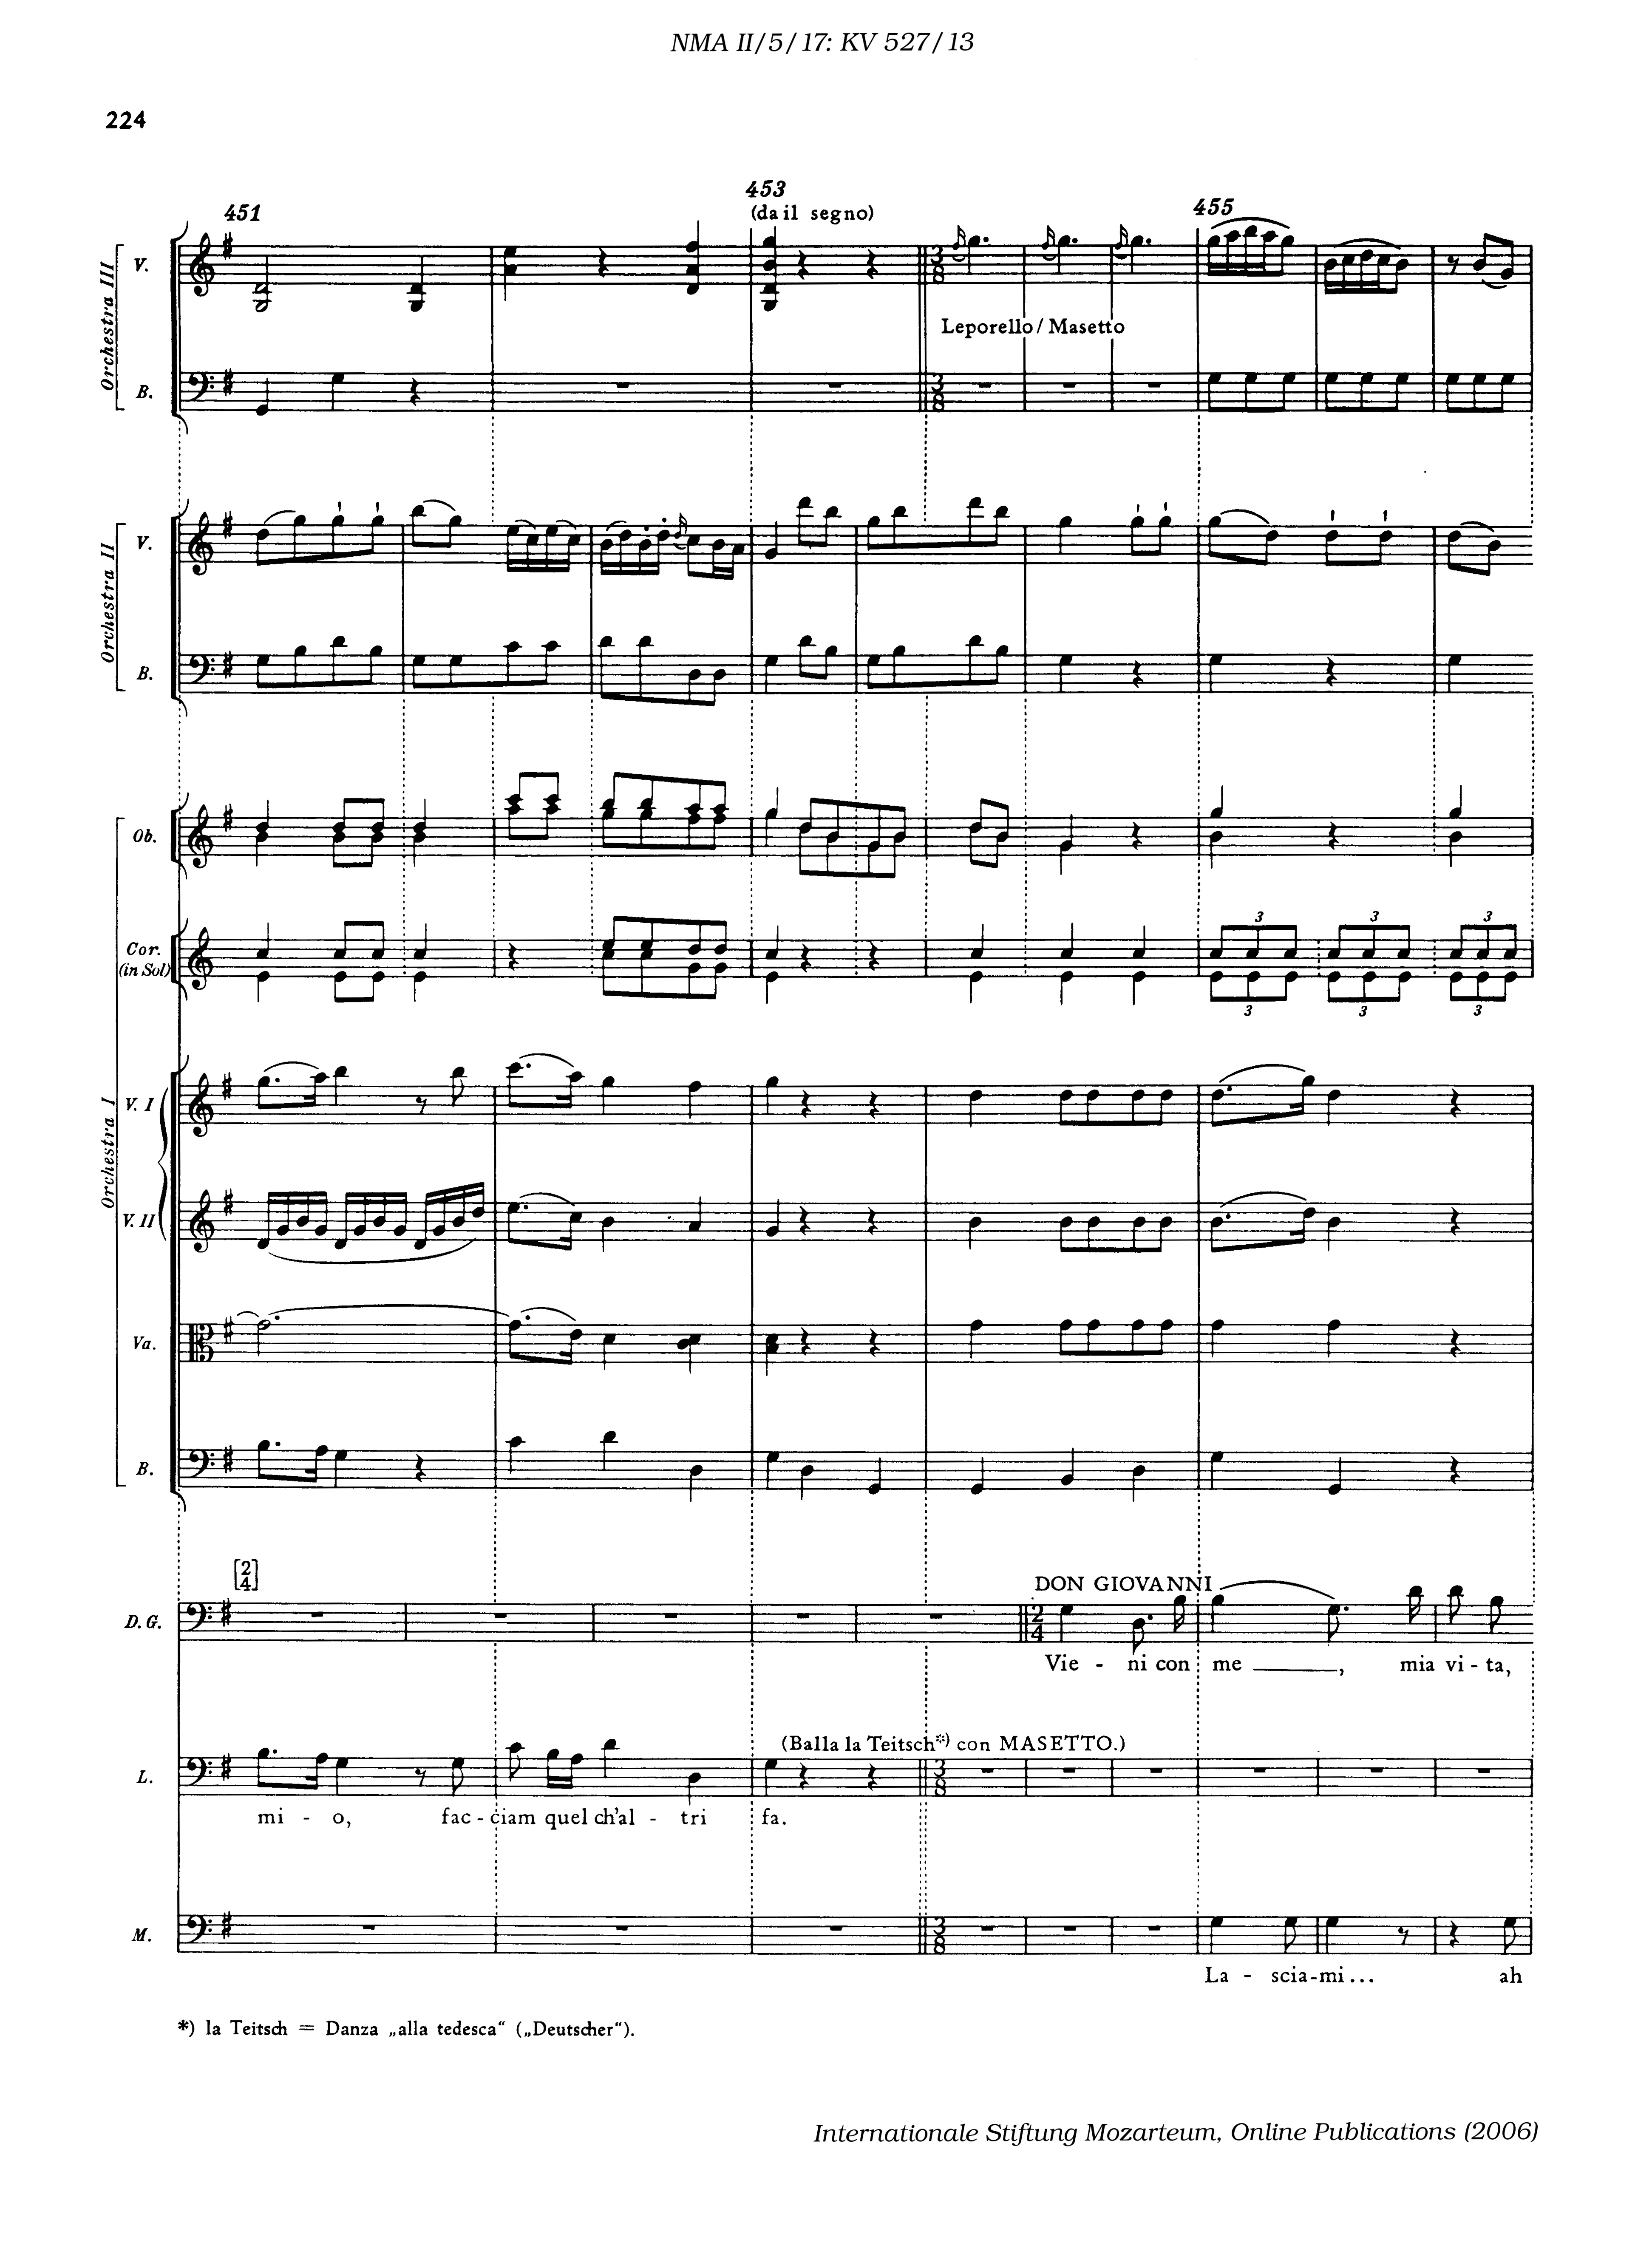 NMA II/5/17: KV 527/13
224
451
453
(da il segno)
455
Orchestra III
V.
3
8
Leporello / Masetto
B.
3
8
Orchestra II
V.
B.
Orchestra I
Ob.
Cor.
(in Sol)
3 3 3
3 3 3
V. I
V. II
Va.
B.
[2
4]
DON GIOVANNI
D. G.
2
4
Vie - ni con me , mia vi - ta,
(Balla la Teitsch*) con MASETTO.)
L.
3
8
mi - o, fac - ciam quel ch'al - tri fa.
M.
3
8
La - scia - mi... ah
*) la Teitsch = Danza „alla tedesca“ („Deutscher“).
Internationale Stiftung Mozarteum, Online Publications (2006)